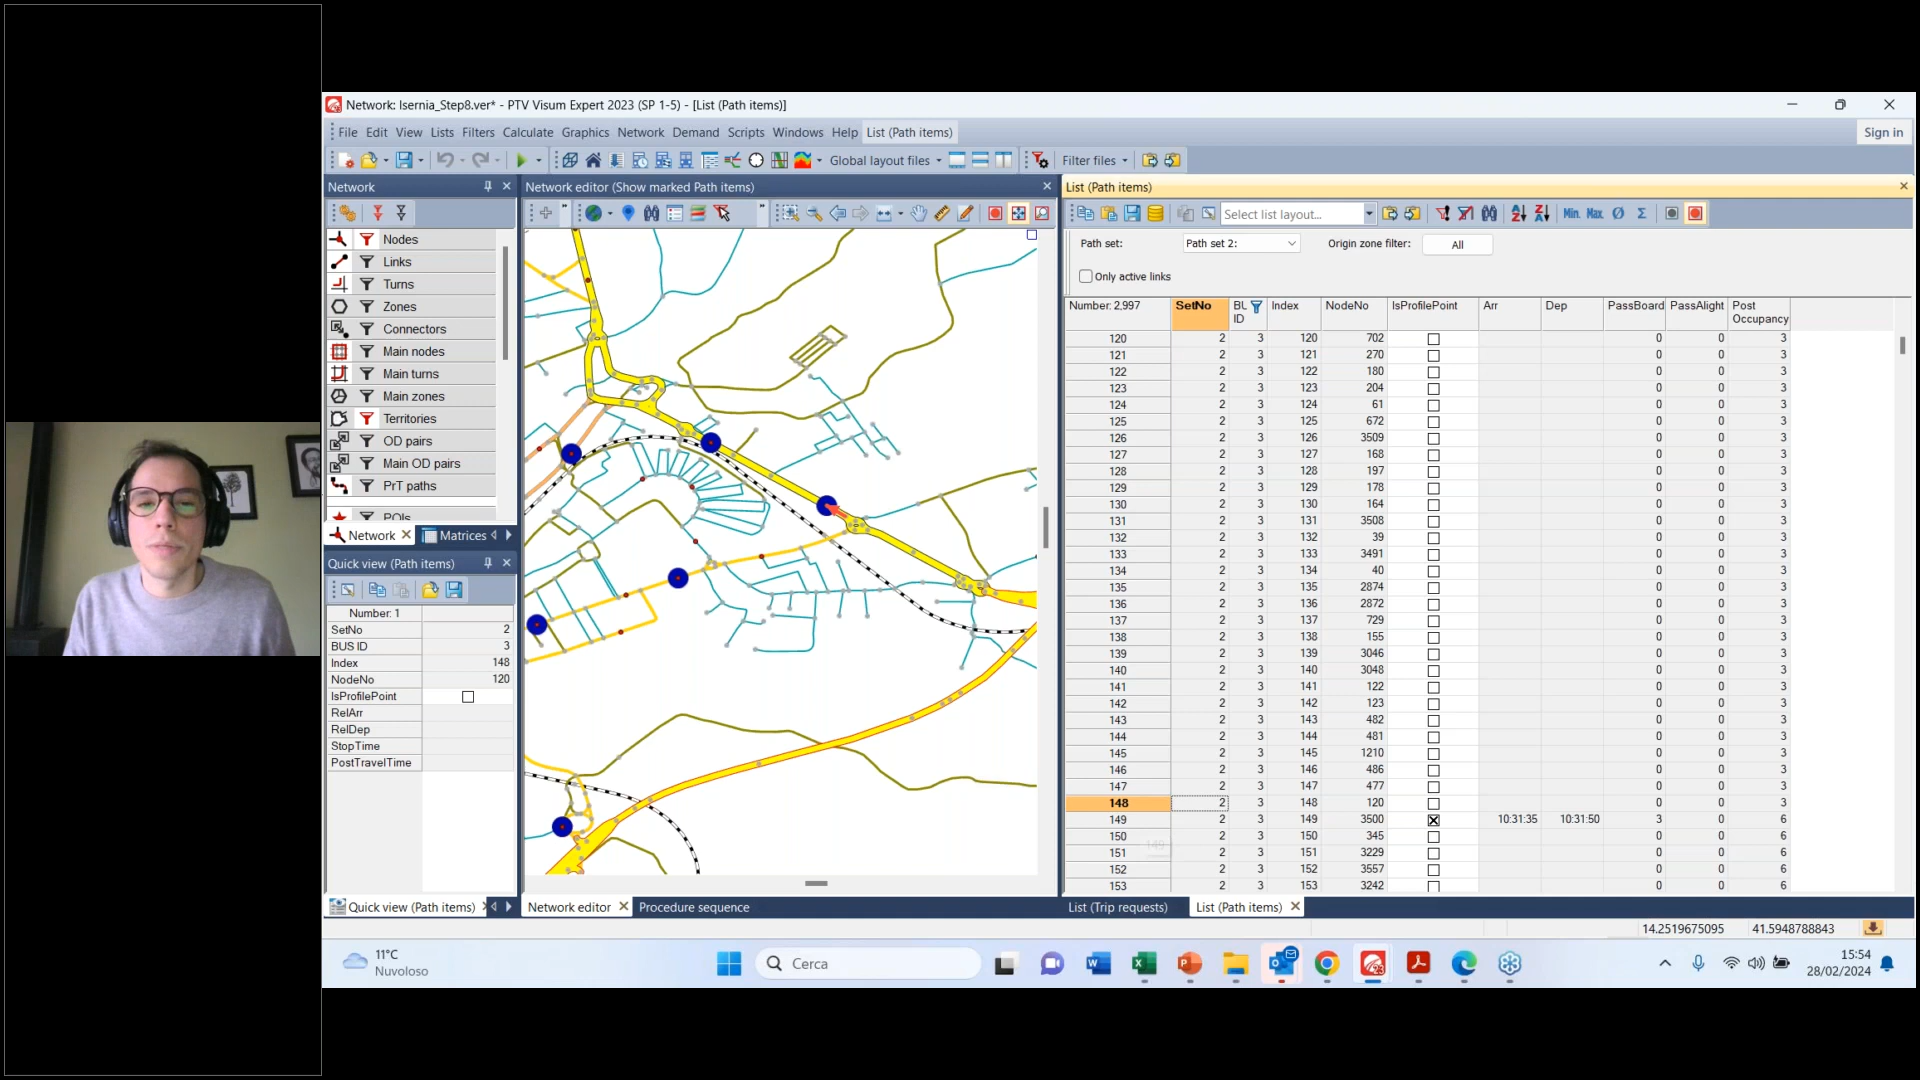 Network: Isernia_Step8.ver* - PTV Visum Expert 2023 (SP 1-5) - [List (Path items)]
File Edit View Lists Filters Calculate Graphics Network Demand Scripts Windows Help List (Path items) Sign in
Global layout files Filter files
Network
Nodes
Links
Turns
Zones
Connectors
Main nodes
Main turns
Main zones
Territories
OD pairs
Main OD pairs
PrT paths
POIs
Network Matrices
Quick view (Path items)
Number: 1
SetNo 2
BUS ID 3
Index 148
NodeNo 120
IsProfilePoint
RelArr
RelDep
StopTime
PostTravelTime
Quick view (Path items)
Network editor (Show marked Path items)
Network editor Procedure sequence
List (Path items)
Select list layout... Min. Max. Ø Σ
Path set: Path set 2: Origin zone filter: All
Only active links
Number: 2,997 SetNo BU ID Index NodeNo IsProfilePoint Arr Dep PassBoard PassAlight Post Occupancy
120 2 3 120 702 0 0 3
121 2 3 121 270 0 0 3
122 2 3 122 180 0 0 3
123 2 3 123 204 0 0 3
124 2 3 124 61 0 0 3
125 2 3 125 672 0 0 3
126 2 3 126 3509 0 0 3
127 2 3 127 168 0 0 3
128 2 3 128 197 0 0 3
129 2 3 129 178 0 0 3
130 2 3 130 164 0 0 3
131 2 3 131 3508 0 0 3
132 2 3 132 39 0 0 3
133 2 3 133 3491 0 0 3
134 2 3 134 40 0 0 3
135 2 3 135 2874 0 0 3
136 2 3 136 2872 0 0 3
137 2 3 137 729 0 0 3
138 2 3 138 155 0 0 3
139 2 3 139 3046 0 0 3
140 2 3 140 3048 0 0 3
141 2 3 141 122 0 0 3
142 2 3 142 123 0 0 3
143 2 3 143 482 0 0 3
144 2 3 144 481 0 0 3
145 2 3 145 1210 0 0 3
146 2 3 146 486 0 0 3
147 2 3 147 477 0 0 3
148 2 3 148 120 0 0 3
149 2 3 149 3500 10:31:35 10:31:50 3 0 6
150 2 3 150 345 0 0 6
151 2 3 151 3229 0 0 6
152 2 3 152 3557 0 0 6
153 2 3 153 3242 0 0 6
List (Trip requests) List (Path items)
14.2519675095 41.5948788843
11°C
Nuvoloso
Cerca
15:54
28/02/2024